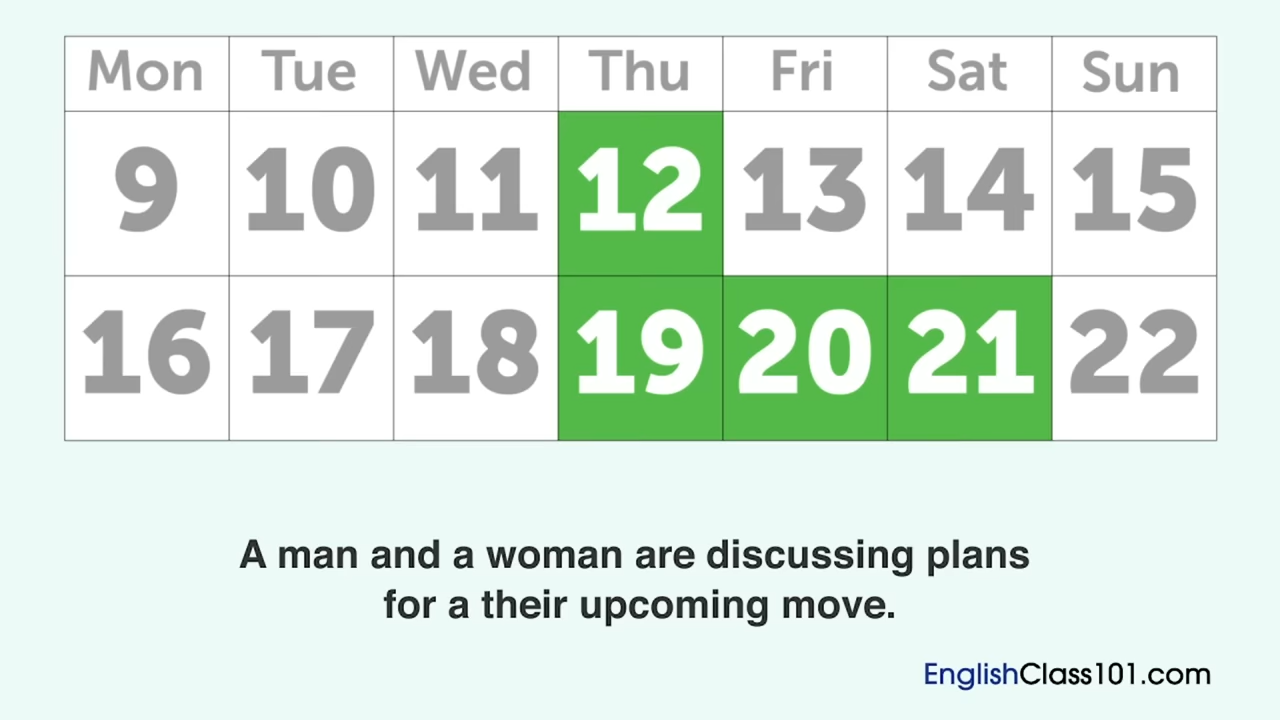 Mon Tue Wed Thu Fri Sat Sun
9 10 11 12 13 14 15
16 17 18 19 20 21 22
A man and a woman are discussing plans
for a their upcoming move.
EnglishClass101.com